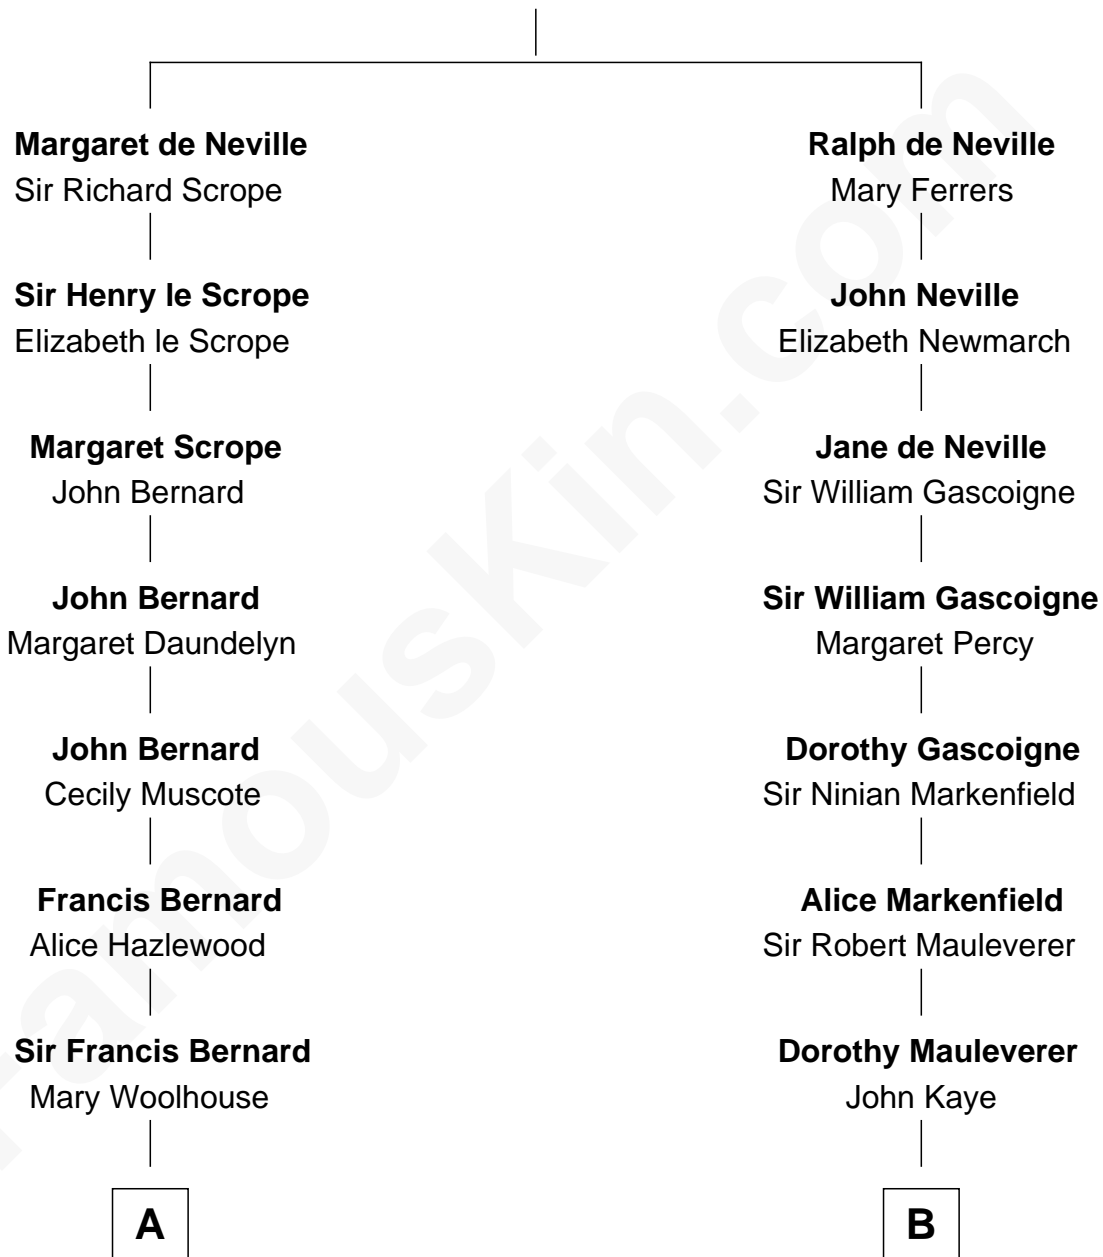 Margaret de Neville
Sir Richard Scrope
Sir Henry le Scrope
Elizabeth le Scrope
Margaret Scrope
John Bernard
John Bernard
Margaret Daundelyn
John Bernard
Cecily Muscote
Francis Bernard
Alice Hazlewood
Sir Francis Bernard
Mary Woolhouse
A
Ralph de Neville
Mary Ferrers
John Neville
Elizabeth Newmarch
Jane de Neville
Sir William Gascoigne
Sir William Gascoigne
Margaret Percy
Dorothy Gascoigne
Sir Ninian Markenfield
Alice Markenfield
Sir Robert Mauleverer
Dorothy Mauleverer
John Kaye
B
FamousKin.com